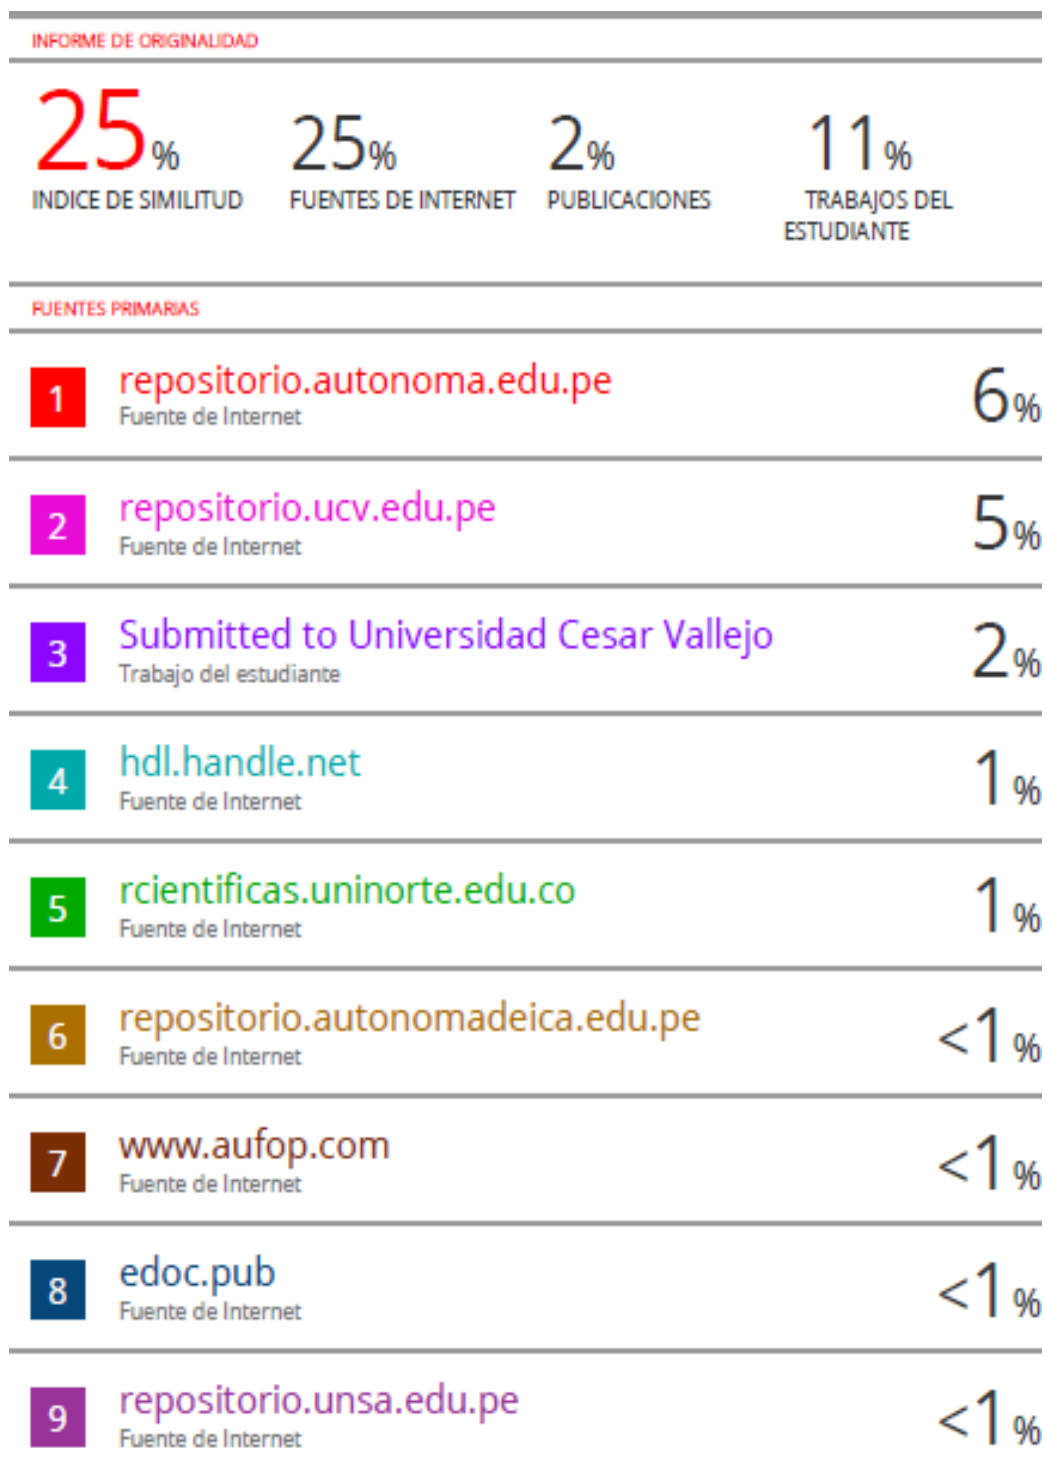 INFORME DE ORIGINALIDAD
25% 25% 2% 11%
INDICE DE SIMILITUD FUENTES DE INTERNET PUBLICACIONES TRABAJOS DEL
ESTUDIANTE
FUENTES PRIMARIAS
1 repositorio.autonoma.edu.pe 6%
Fuente de Internet
2 repositorio.ucv.edu.pe 5%
Fuente de Internet
3 Submitted to Universidad Cesar Vallejo 2%
Trabajo del estudiante
4 hdl.handle.net 1%
Fuente de Internet
5 rcientificas.uninorte.edu.co 1%
Fuente de Internet
6 repositorio.autonomadeica.edu.pe <1%
Fuente de Internet
7 www.aufop.com <1%
Fuente de Internet
8 edoc.pub <1%
Fuente de Internet
9 repositorio.unsa.edu.pe <1%
Fuente de Internet